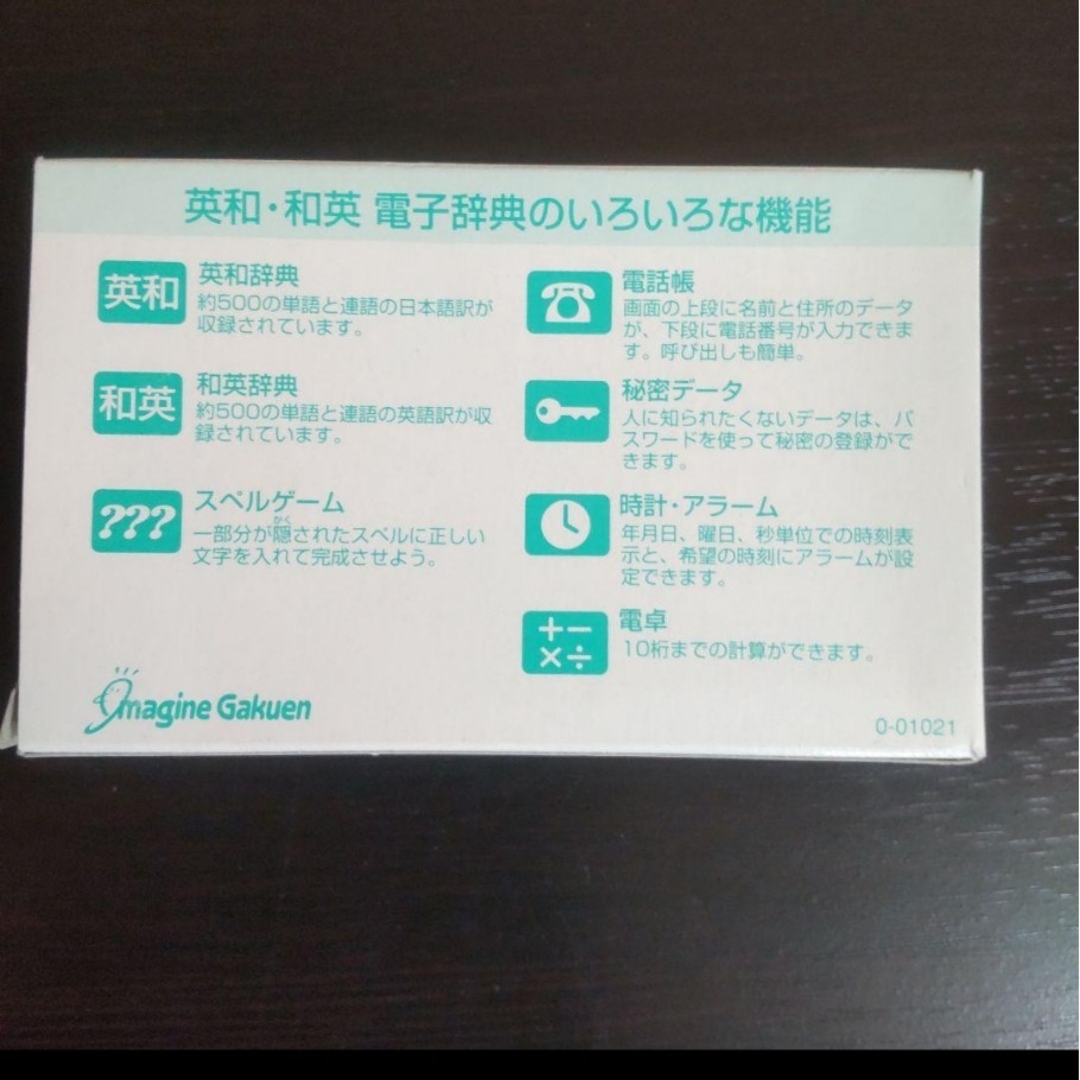 英和・和英 電子辞典のいろいろな機能
英和
英和辞典
約500の単語と連語の日本語訳が
収録されています。
和英
和英辞典
約500の単語と連語の英語訳が収
録されています。
???
スペルゲーム
かく
一部分が隠されたスペルに正しい
文字を入れて完成させよう。
電話帳
画面の上段に名前と住所のデータ
が、下段に電話番号が入力できま
す。呼び出しも簡単。
秘密データ
人に知られたくないデータは、パ
スワードを使って秘密の登録がで
きます。
時計・アラーム
年月日、曜日、秒単位での時刻表
示と、希望の時刻にアラームが設
定できます。
+−
×÷
電卓
10桁までの計算ができます。
Imagine Gakuen
0-01021